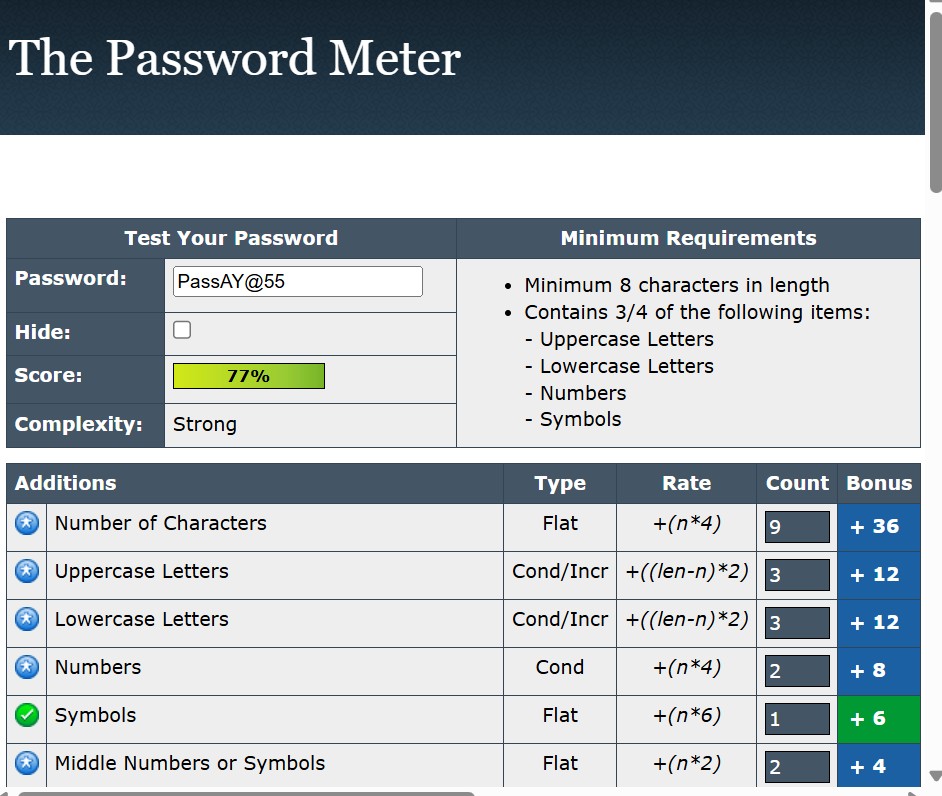 The Password Meter
Test Your Password Minimum Requirements
Password: PassAY@55
• Minimum 8 characters in length
• Contains 3/4 of the following items:
- Uppercase Letters
- Lowercase Letters
- Numbers
- Symbols
Hide:
Score: 77%
Complexity: Strong
Additions Type Rate Count Bonus
Number of Characters Flat +(n*4) 9 + 36
Uppercase Letters Cond/Incr +((len-n)*2) 3 + 12
Lowercase Letters Cond/Incr +((len-n)*2) 3 + 12
Numbers Cond +(n*4) 2 + 8
Symbols Flat +(n*6) 1 + 6
Middle Numbers or Symbols Flat +(n*2) 2 + 4